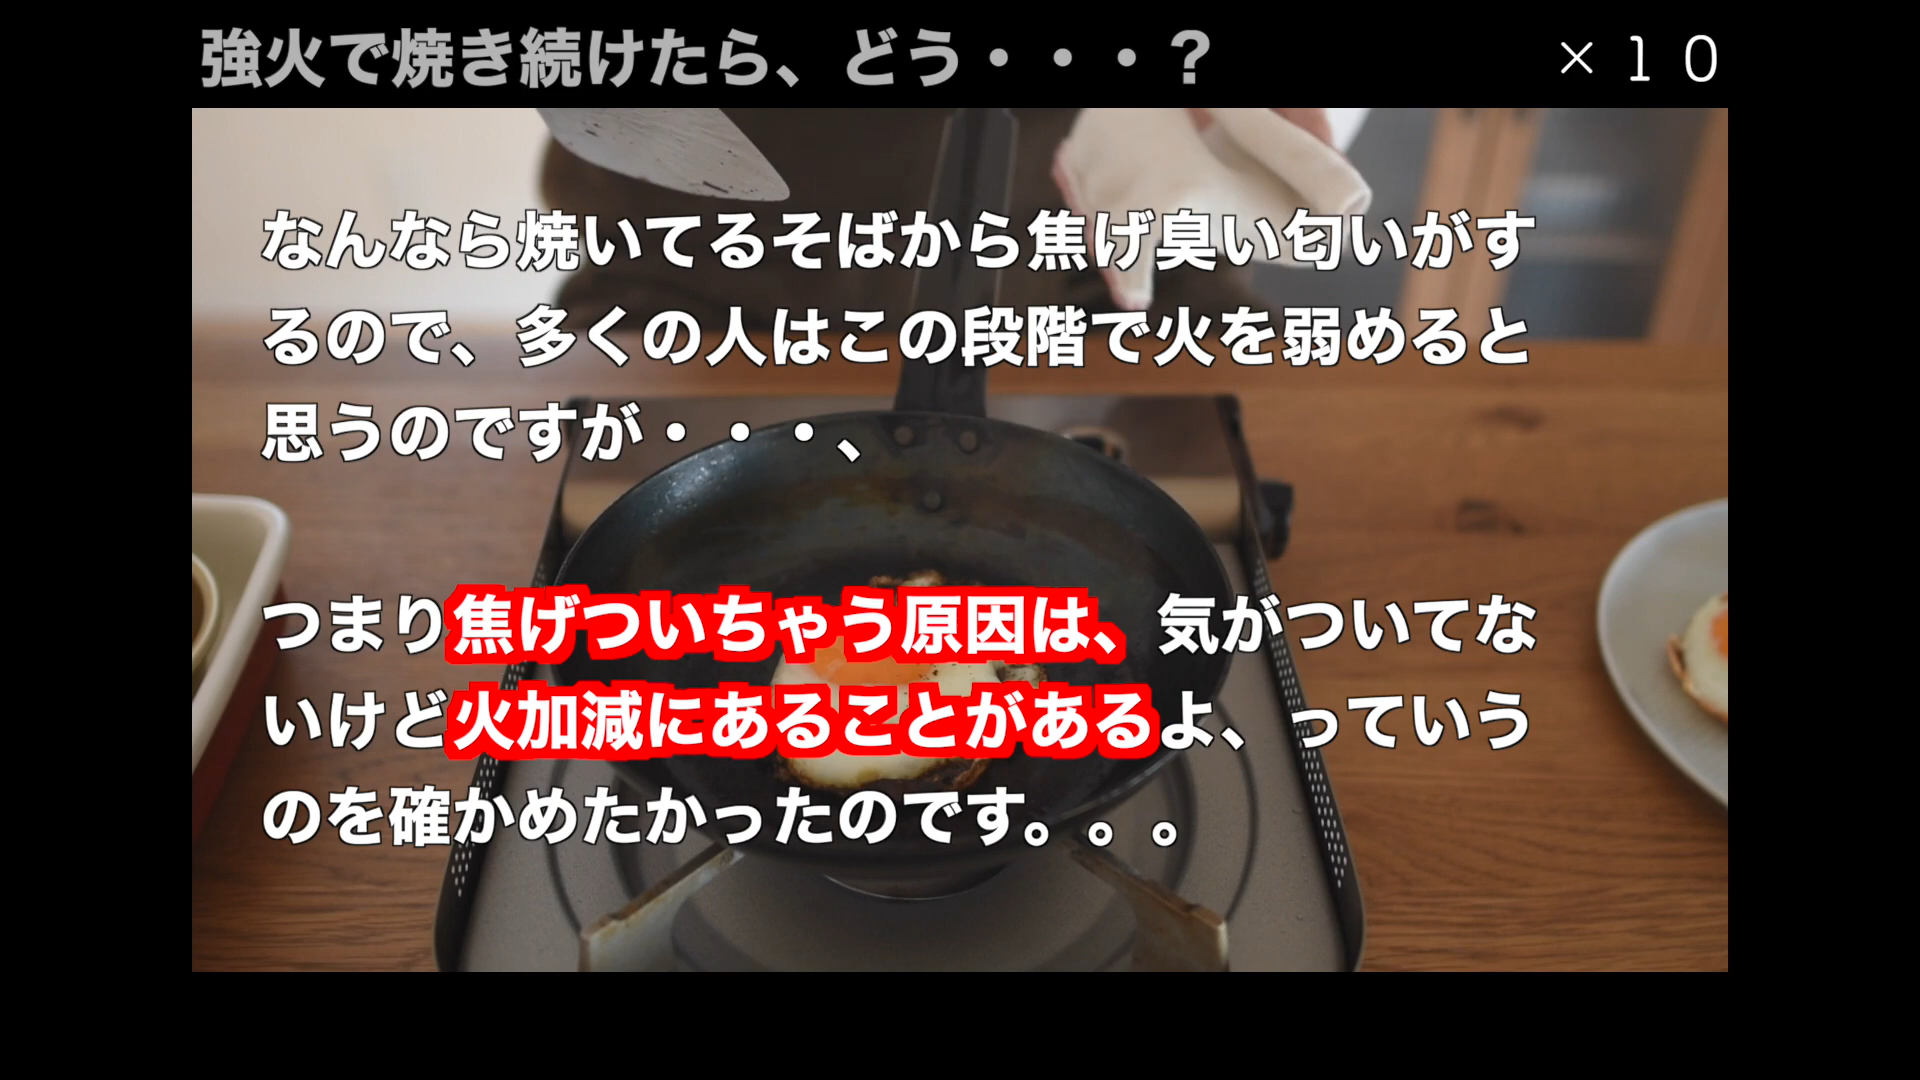 強火で焼き続けたら、どう・・・？
×１０
なんなら焼いてるそばから焦げ臭い匂いがす
るので、多くの人はこの段階で火を弱めると
思うのですが・・・、
つまり焦げついちゃう原因は、気がついてな
いけど火加減にあることがあるよ、っていう
のを確かめたかったのです。。。